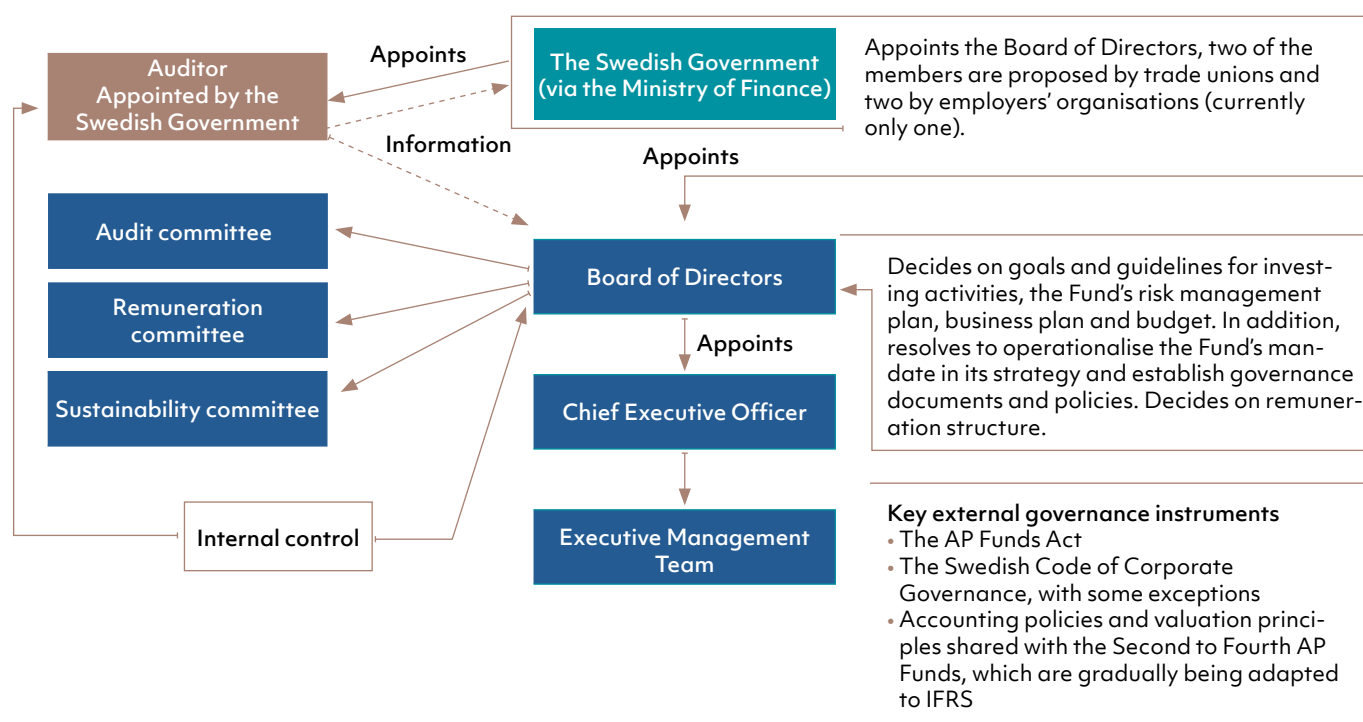 Appoints
Auditor
Appointed by the
Swedish Government
The Swedish Government
(via the Ministry of Finance)
Appoints the Board of Directors, two of the
members are proposed by trade unions and
two by employers’ organisations (currently
only one).
Information
Appoints
Audit committee
Board of Directors
Decides on goals and guidelines for invest-
ing activities, the Fund’s risk management
plan, business plan and budget. In addition,
resolves to operationalise the Fund’s man-
date in its strategy and establish governance
documents and policies. Decides on remuner-
ation structure.
Remuneration
committee
Appoints
Sustainability committee
Chief Executive Officer
Internal control
Executive Management
Team
Key external governance instruments
• The AP Funds Act
• The Swedish Code of Corporate
Governance, with some exceptions
• Accounting policies and valuation princi-
ples shared with the Second to Fourth AP
Funds, which are gradually being adapted
to IFRS